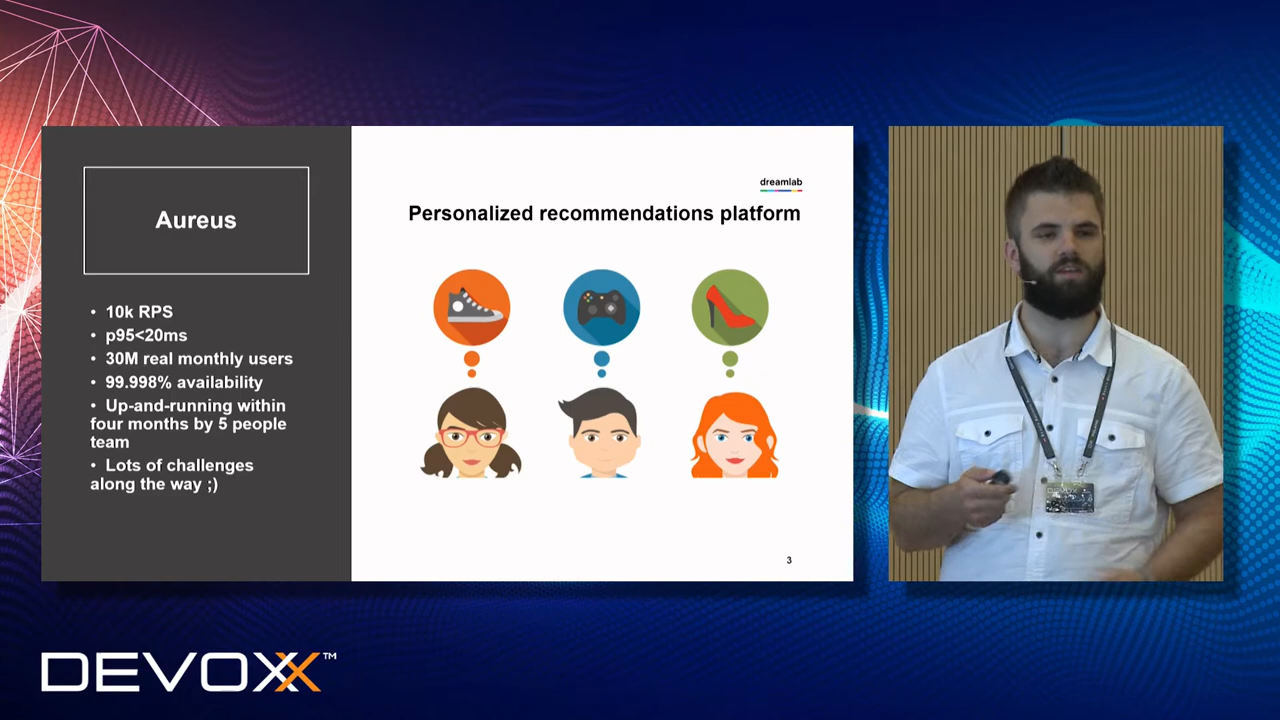 Aureus
• 10k RPS
• p95<20ms
• 30M real monthly users
• 99.998% availability
• Up-and-running within
four months by 5 people
team
• Lots of challenges
along the way ;)
dreamlab
Personalized recommendations platform
3
DEVOXX™